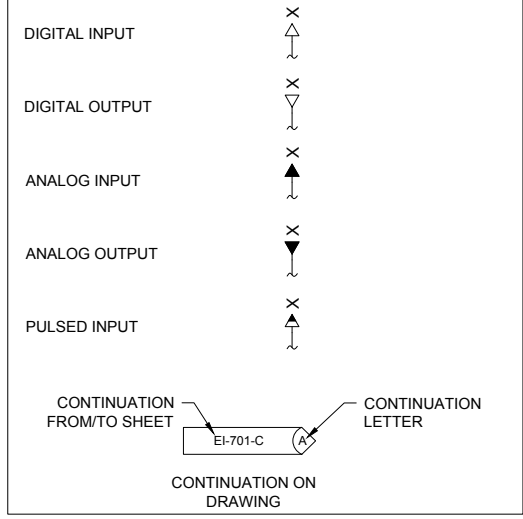 X
DIGITAL INPUT
X
DIGITAL OUTPUT
X
ANALOG INPUT
X
ANALOG OUTPUT
X
PULSED INPUT
CONTINUATION
FROM/TO SHEET
CONTINUATION
LETTER
EI-701-C
A
CONTINUATION ON
DRAWING